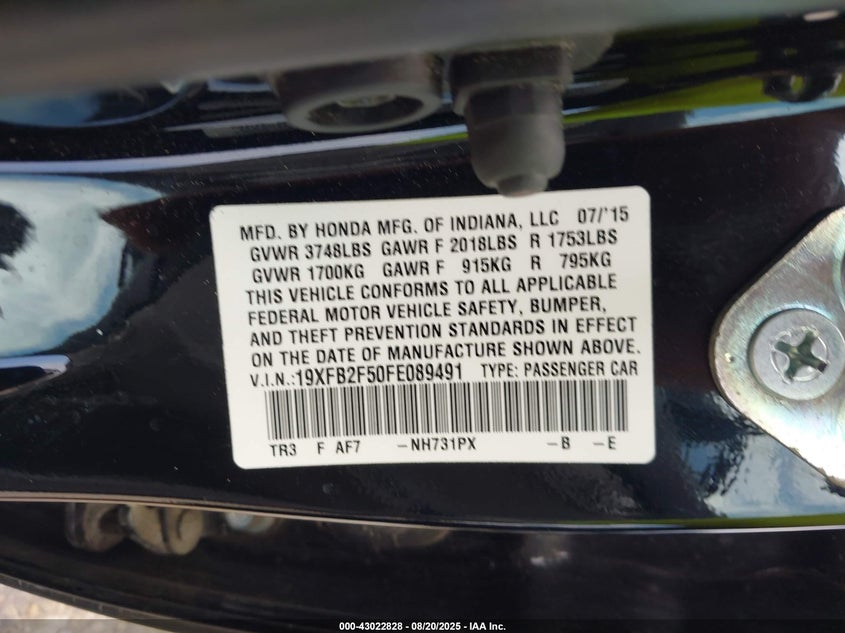 MFD. BY HONDA MFG. OF INDIANA, LLC 07/'15
GVWR 3748LBS GAWR F 2018LBS R 1753LBS
GVWR 1700KG GAWR F 915KG R 795KG
THIS VEHICLE CONFORMS TO ALL APPLICABLE
FEDERAL MOTOR VEHICLE SAFETY, BUMPER,
AND THEFT PREVENTION STANDARDS IN EFFECT
ON THE DATE OF MANUFACTURE SHOWN ABOVE.
V.I.N.:19XFB2F50FE089491 TYPE: PASSENGER CAR
TR3 F AF7 –NH731PX –B –E
000-43022828 - 08/20/2025 - IAA Inc.